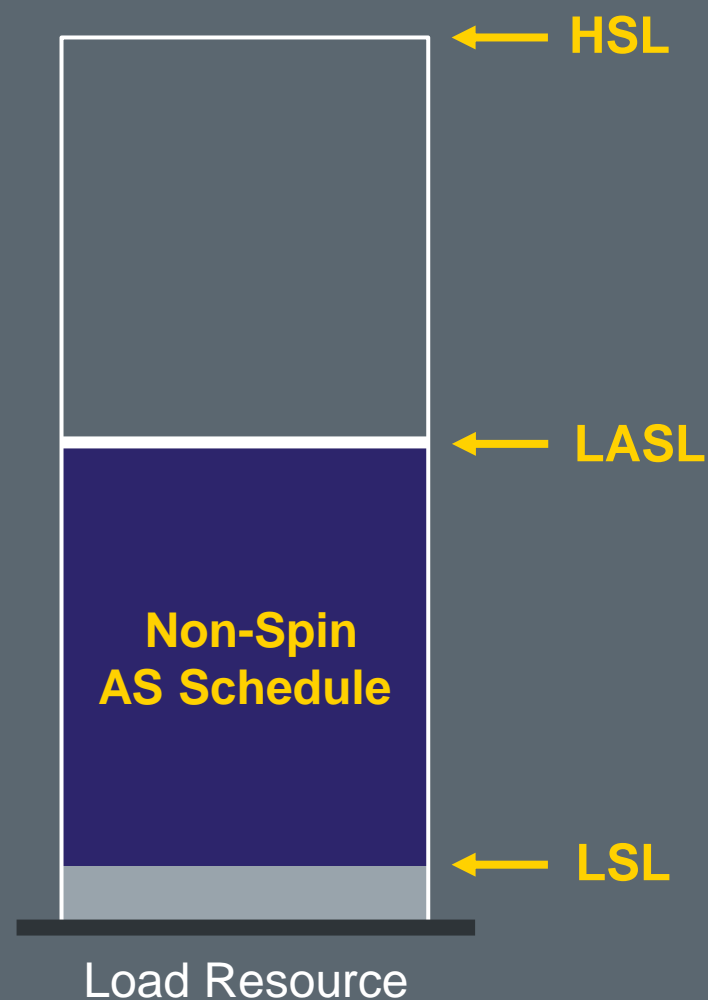 HSL
LASL
Non-Spin
AS Schedule
LSL
Load Resource